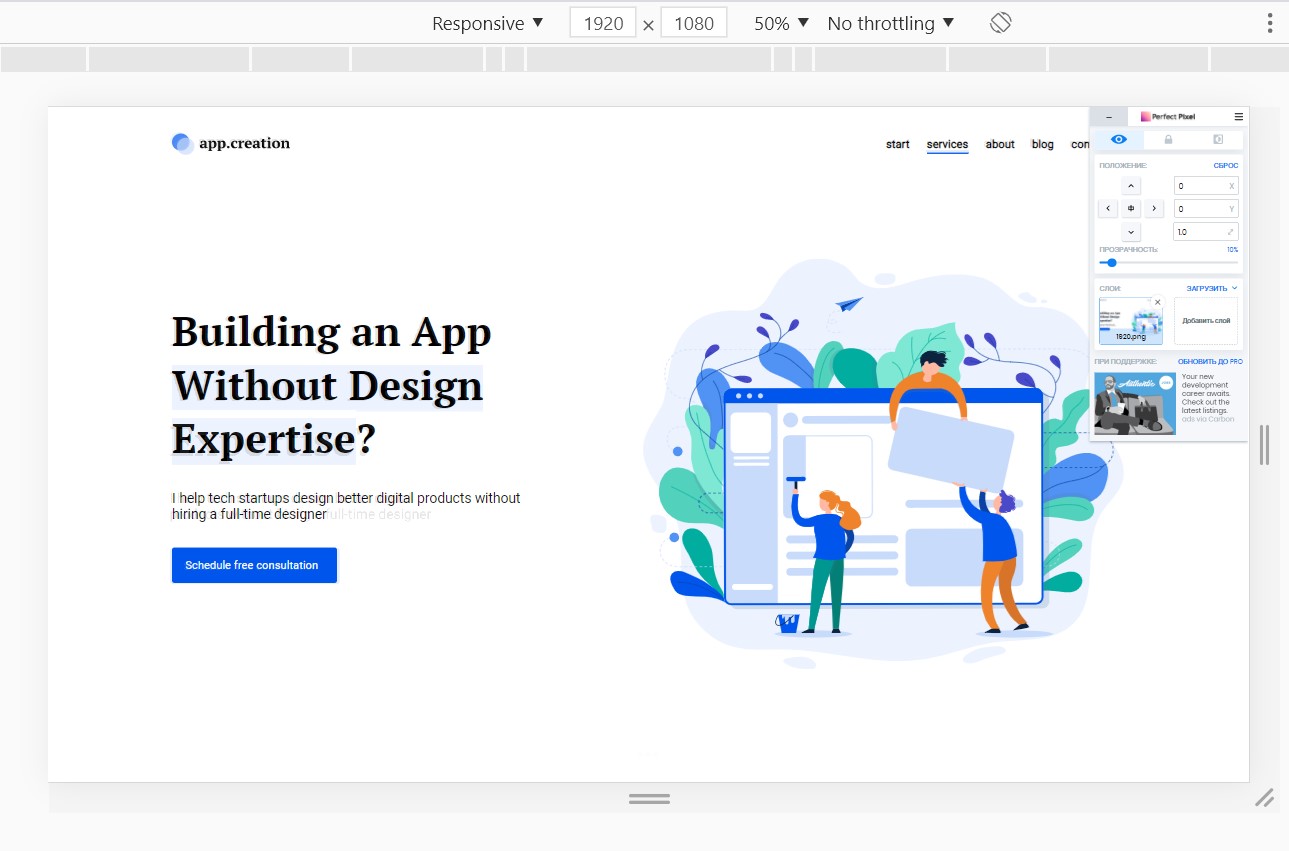 Responsive ▼ 1920 × 1080 50% ▼ No throttling ▼
app.creation
start services about blog con
Building an App
Without Design
Expertise?
I help tech startups design better digital products without
hiring a full-time designer full-time designer
Schedule free consultation
Perfect Pixel
ПОЛОЖЕНИЕ: СБРОС
0 X
0 Y
1.0
ПРОЗРАЧНОСТЬ: 10%
СЛОИ: ЗАГРУЗИТЬ
1920.png
Добавить слой
ПРИ ПОДДЕРЖКЕ: ОБНОВИТЬ ДО PRO
Authentic
Your new
development
career awaits.
Check out the
latest listings.
ads via Carbon